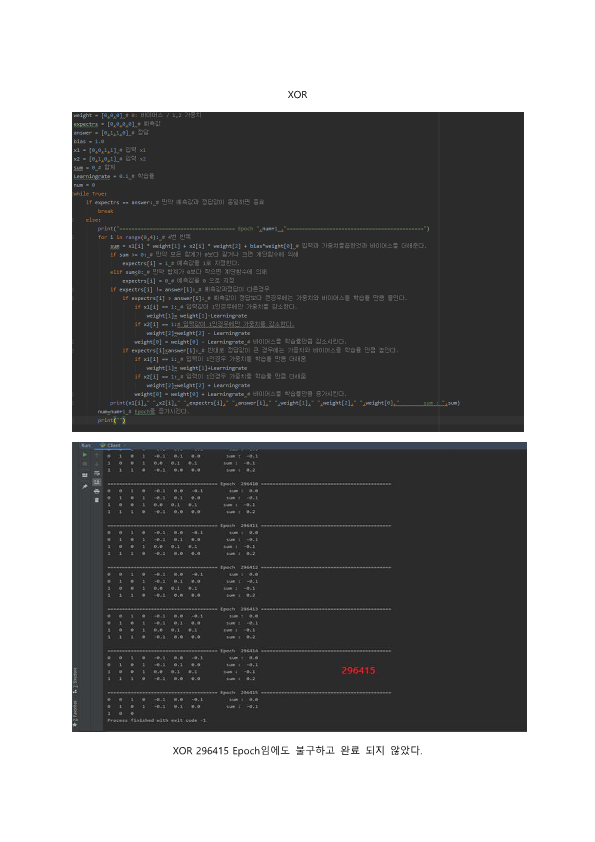 XOR
weight = [0,0,0] # 0: 바이어스 / 1,2 가중치
expectrs = [0,0,0,0] # 예측값
answer = [0,1,1,0] # 정답
bias = 1.0
x1 = [0,0,1,1] # 입력 x1
x2 = [0,1,0,1] # 입력 x2
sum = 0 # 합계
Learningrate = 0.1 # 학습률
num = 0
while True:
if expectrs == answer: # 만약 예측값과 정답값이 동일하면 종료
break
else:
print("================================== Epoch ",num+1,"========================================")
for i in range(0,4): # 4번 반복
sum = x1[i] * weight[1] + x2[i] * weight[2] + bias*weight[0] # 입력과 가중치를곱한것과 바이어스를 더해준다.
if sum >= 0: # 만약 모든 합계가 0보다 같거나 크면 계단함수에 의해
expectrs[i] = 1 # 예측값을 1로 지정한다.
elif sum<0: # 만약 합계가 0보다 작으면 계단함수에 의해
expectrs[i] = 0 # 예측값을 0 으로 지정
if expectrs[i] != answer[i]: # 예측값과정답값이 다른경우
if expectrs[i] > answer[i]: # 예측값이 정답보다 큰경우에는 가중치와 바이어스를 학습률 만큼 줄인다.
if x1[i] == 1: # 입력값이 1인경우에만 가중치를 감소한다.
weight[1]= weight[1]-Learningrate
if x2[i] == 1:# 입력값이 1인경우에만 가중치를 감소한다.
weight[2]=weight[2] - Learningrate
weight[0] = weight[0] - Learningrate # 바이어스를 학습률만큼 감소시킨다.
if expectrs[i]<answer[i]: # 반대로 정답값이 큰 경우에는 가중치와 바이어스를 학습률 만큼 높인다.
if x1[i] == 1: # 입력이 1인경우 가중치를 학습률 만큼 더해줌
weight[1]= weight[1]+Learningrate
if x2[i] == 1: # 입력이 1인경우 가중치를 학습률 만큼 더해줌
weight[2]=weight[2] + Learningrate
weight[0] = weight[0] + Learningrate # 바이어스를 학습률만큼 증가시킨다.
print(x1[i]," ",x2[i]," ",expectrs[i]," ",answer[i]," ",weight[1]," ",weight[2]," ",weight[0]," sum : ",sum)
num=num+1 # Epoch를 증가시킨다.
print("")
Run: Client
0 1 0 1 -0.1 0.1 0.0 sum : -0.1
1 0 0 1 0.0 0.1 0.1 sum : -0.1
1 1 1 0 -0.1 0.0 0.0 sum : 0.2
================================== Epoch 296410 ========================================
0 0 1 0 -0.1 0.0 -0.1 sum : 0.0
0 1 0 1 -0.1 0.1 0.0 sum : -0.1
1 0 0 1 0.0 0.1 0.1 sum : -0.1
1 1 1 0 -0.1 0.0 0.0 sum : 0.2
================================== Epoch 296411 ========================================
0 0 1 0 -0.1 0.0 -0.1 sum : 0.0
0 1 0 1 -0.1 0.1 0.0 sum : -0.1
1 0 0 1 0.0 0.1 0.1 sum : -0.1
1 1 1 0 -0.1 0.0 0.0 sum : 0.2
================================== Epoch 296412 ========================================
0 0 1 0 -0.1 0.0 -0.1 sum : 0.0
0 1 0 1 -0.1 0.1 0.0 sum : -0.1
1 0 0 1 0.0 0.1 0.1 sum : -0.1
1 1 1 0 -0.1 0.0 0.0 sum : 0.2
================================== Epoch 296413 ========================================
0 0 1 0 -0.1 0.0 -0.1 sum : 0.0
0 1 0 1 -0.1 0.1 0.0 sum : -0.1
1 0 0 1 0.0 0.1 0.1 sum : -0.1
1 1 1 0 -0.1 0.0 0.0 sum : 0.2
================================== Epoch 296414 ========================================
0 0 1 0 -0.1 0.0 -0.1 sum : 0.0
0 1 0 1 -0.1 0.1 0.0 sum : -0.1
1 0 0 1 0.0 0.1 0.1 sum : -0.1
1 1 1 0 -0.1 0.0 0.0 sum : 0.2
296415
================================== Epoch 296415 ========================================
0 0 1 0 -0.1 0.0 -0.1 sum : 0.0
0 1 0 1 -0.1 0.1 0.0 sum : -0.1
1 0 0
Process finished with exit code -1
Z: Structure
2: Favorites
XOR 296415 Epoch임에도 불구하고 완료 되지 않았다.